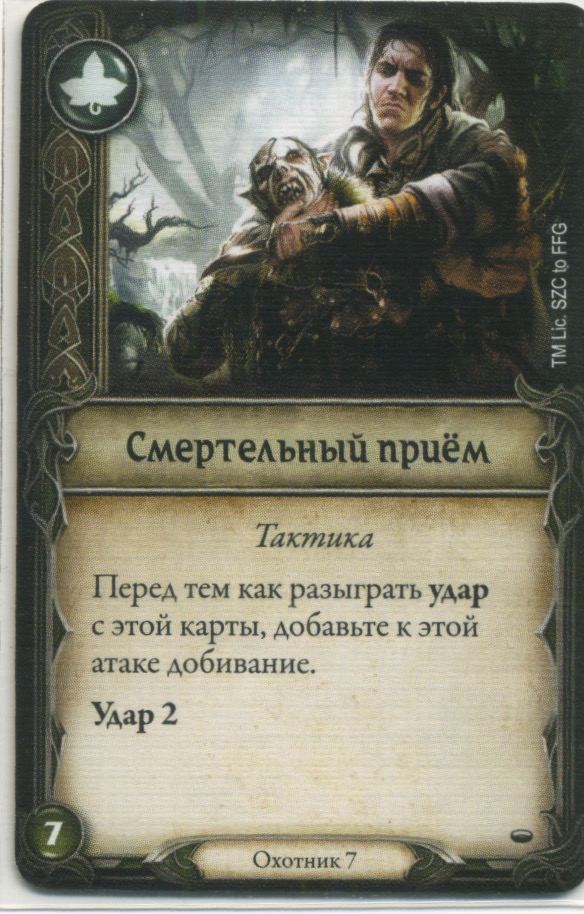 TM Lic. SZC to FFG
Смертельный приём
Тактика
Перед тем как разыграть удар
с этой карты, добавьте к этой
атаке добивание.
Удар 2
7
Охотник 7